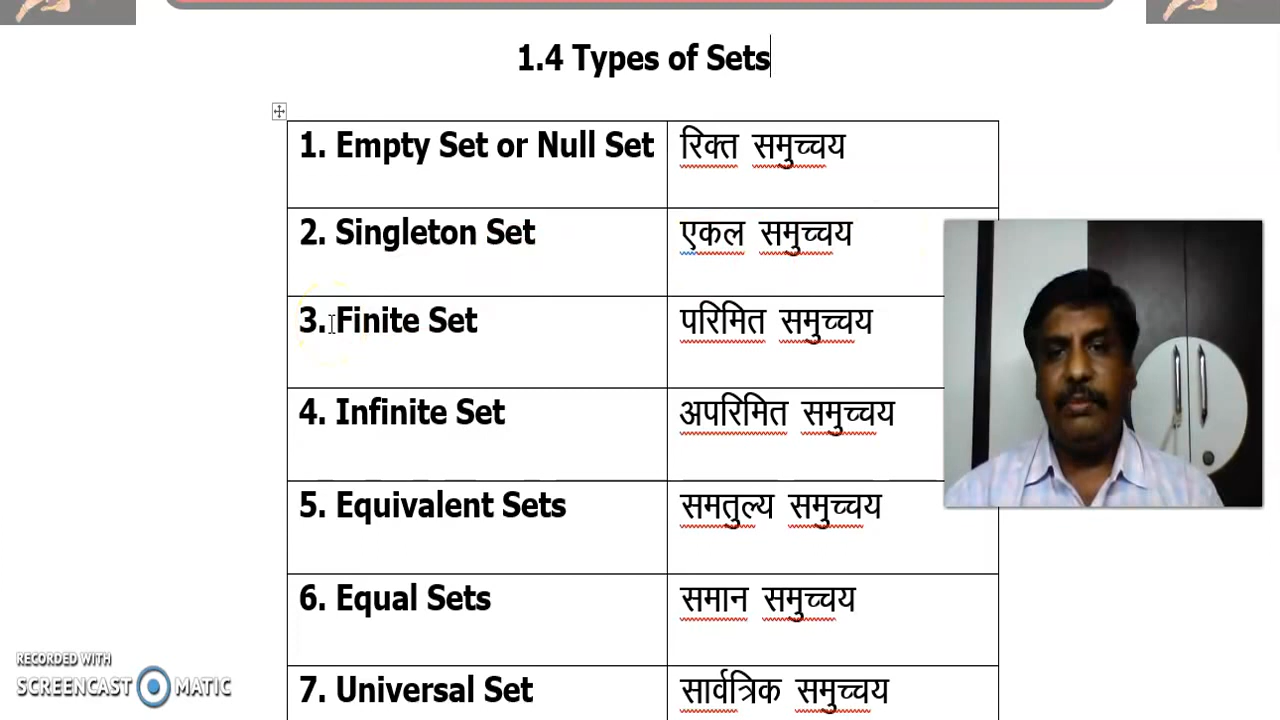 1.4 Types of Sets
1. Empty Set or Null Set रिक्त समुच्चय
2. Singleton Set एकल समुच्चय
3. Finite Set परिमित समुच्चय
4. Infinite Set अपरिमित समुच्चय
5. Equivalent Sets समतुल्य समुच्चय
6. Equal Sets समान समुच्चय
7. Universal Set सार्वत्रिक समुच्चय
RECORDED WITH
SCREENCAST MATIC